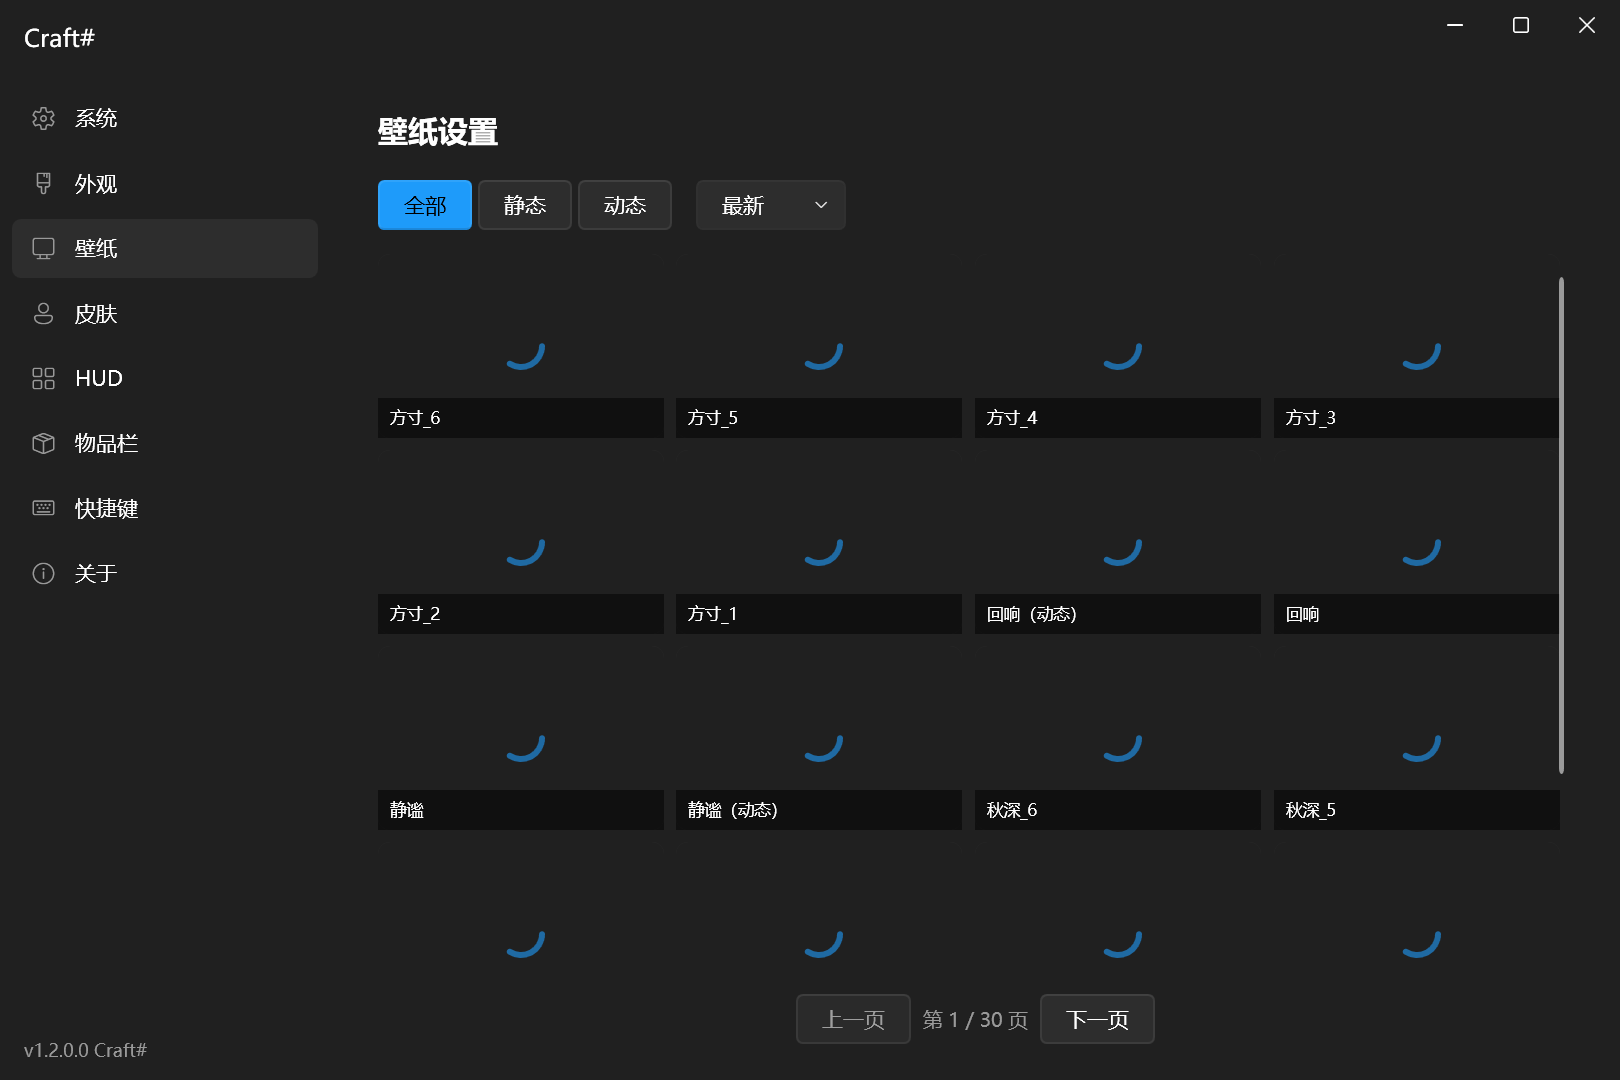 Craft#
系统
外观
壁纸
皮肤
HUD
物品栏
快捷键
关于
v1.2.0.0 Craft#
壁纸设置
全部 静态 动态 最新
方寸_6 方寸_5 方寸_4 方寸_3
方寸_2 方寸_1 回响（动态） 回响
静谧 静谧（动态） 秋深_6 秋深_5
上一页 第 1 / 30 页 下一页